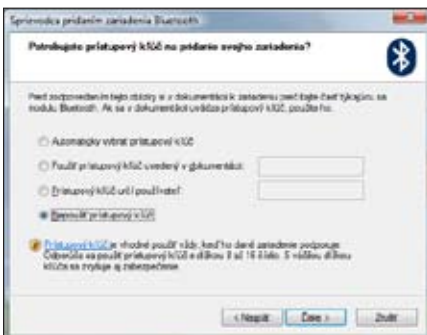 Sprievodca pridaním zariadenia Bluetooth
Potrebujete prístupový kľúč na pridanie svojho zariadenia?
Pred zodpovedaním tejto otázky si v dokumentácii k zariadeniu prečítajte časť týkajúcu sa
modulu Bluetooth. Ak sa v dokumentácii uvádza prístupový kľúč, použite ho.
Automaticky vybrať prístupový kľúč
Použiť prístupový kľúč uvedený v dokumentácii:
Prístupový kľúč určí používateľ:
Nepoužiť prístupový kľúč
Prístupový kľúč je vhodné použiť vždy, keď ho dané zariadenie podporuje.
Odporúča sa použiť prístupový kľúč s dĺžkou 8 až 16 číslic. S väčšou dĺžkou
kľúča sa zvyšuje aj zabezpečenie.
< Naspäť
Ďalej >
Zrušiť